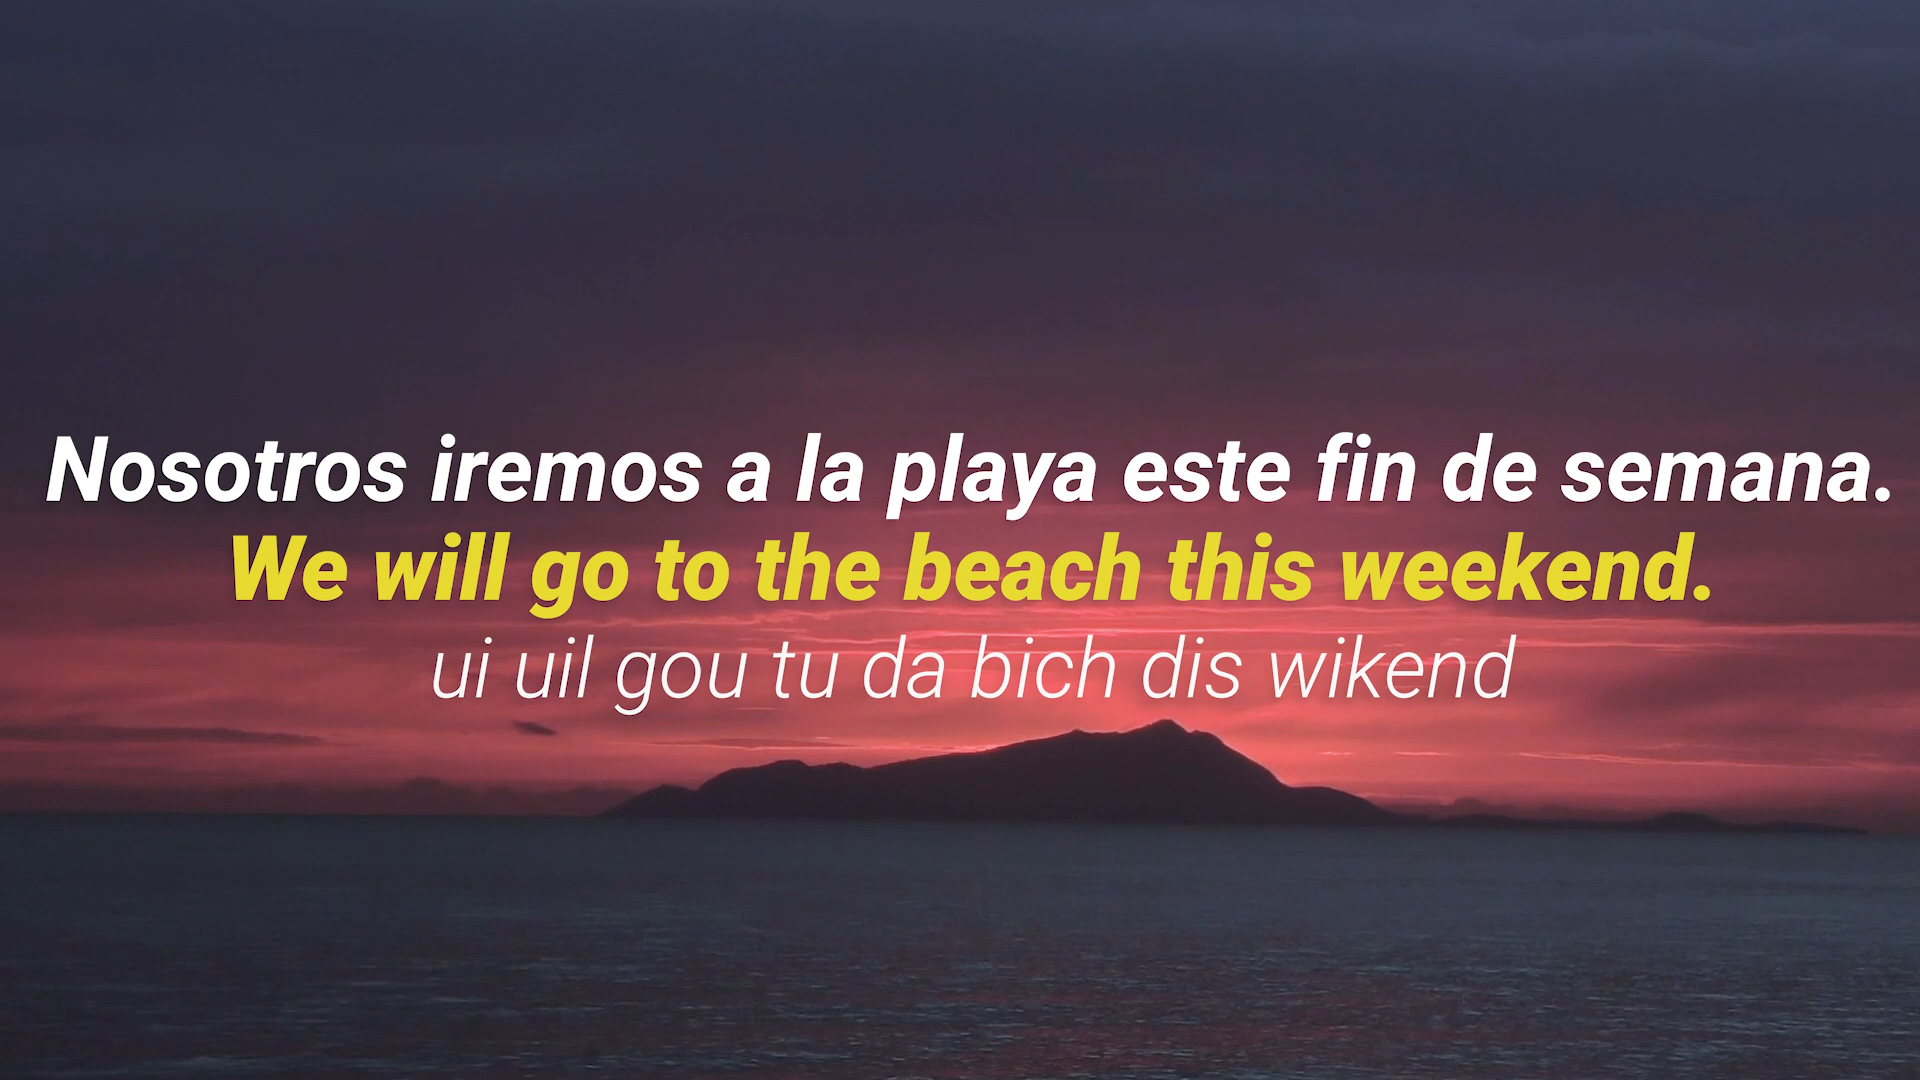 Nosotros iremos a la playa este fin de semana.
We will go to the beach this weekend.
ui uil gou tu da bich dis wikend